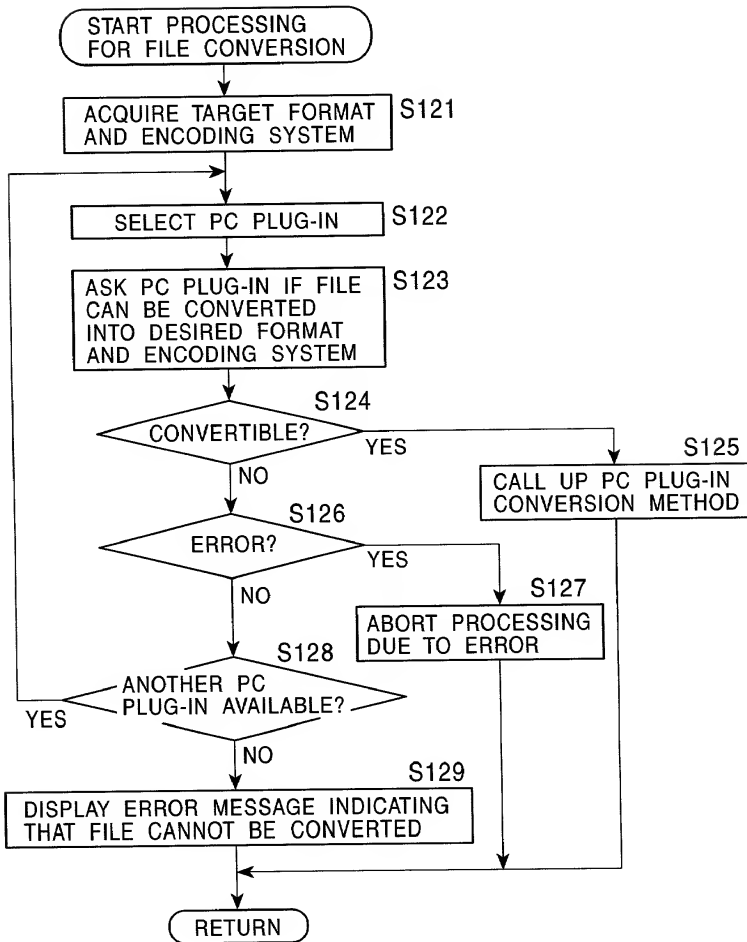 START PROCESSING
FOR FILE CONVERSION
ACQUIRE TARGET FORMAT
AND ENCODING SYSTEM
S121
SELECT PC PLUG-IN
S122
ASK PC PLUG-IN IF FILE
CAN BE CONVERTED
INTO DESIRED FORMAT
AND ENCODING SYSTEM
S123
S124
CONVERTIBLE?
YES
NO
S125
CALL UP PC PLUG-IN
CONVERSION METHOD
S126
ERROR?
YES
NO
S127
ABORT PROCESSING
DUE TO ERROR
S128
ANOTHER PC
PLUG-IN AVAILABLE?
YES
NO
S129
DISPLAY ERROR MESSAGE INDICATING
THAT FILE CANNOT BE CONVERTED
RETURN